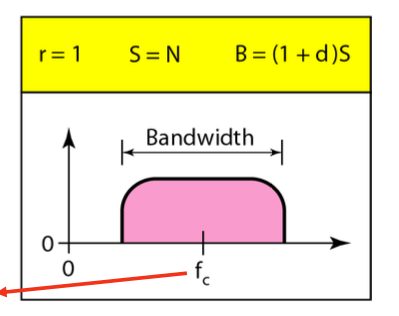 r = 1 S = N B = (1 + d)S
Bandwidth
0
0 f_c